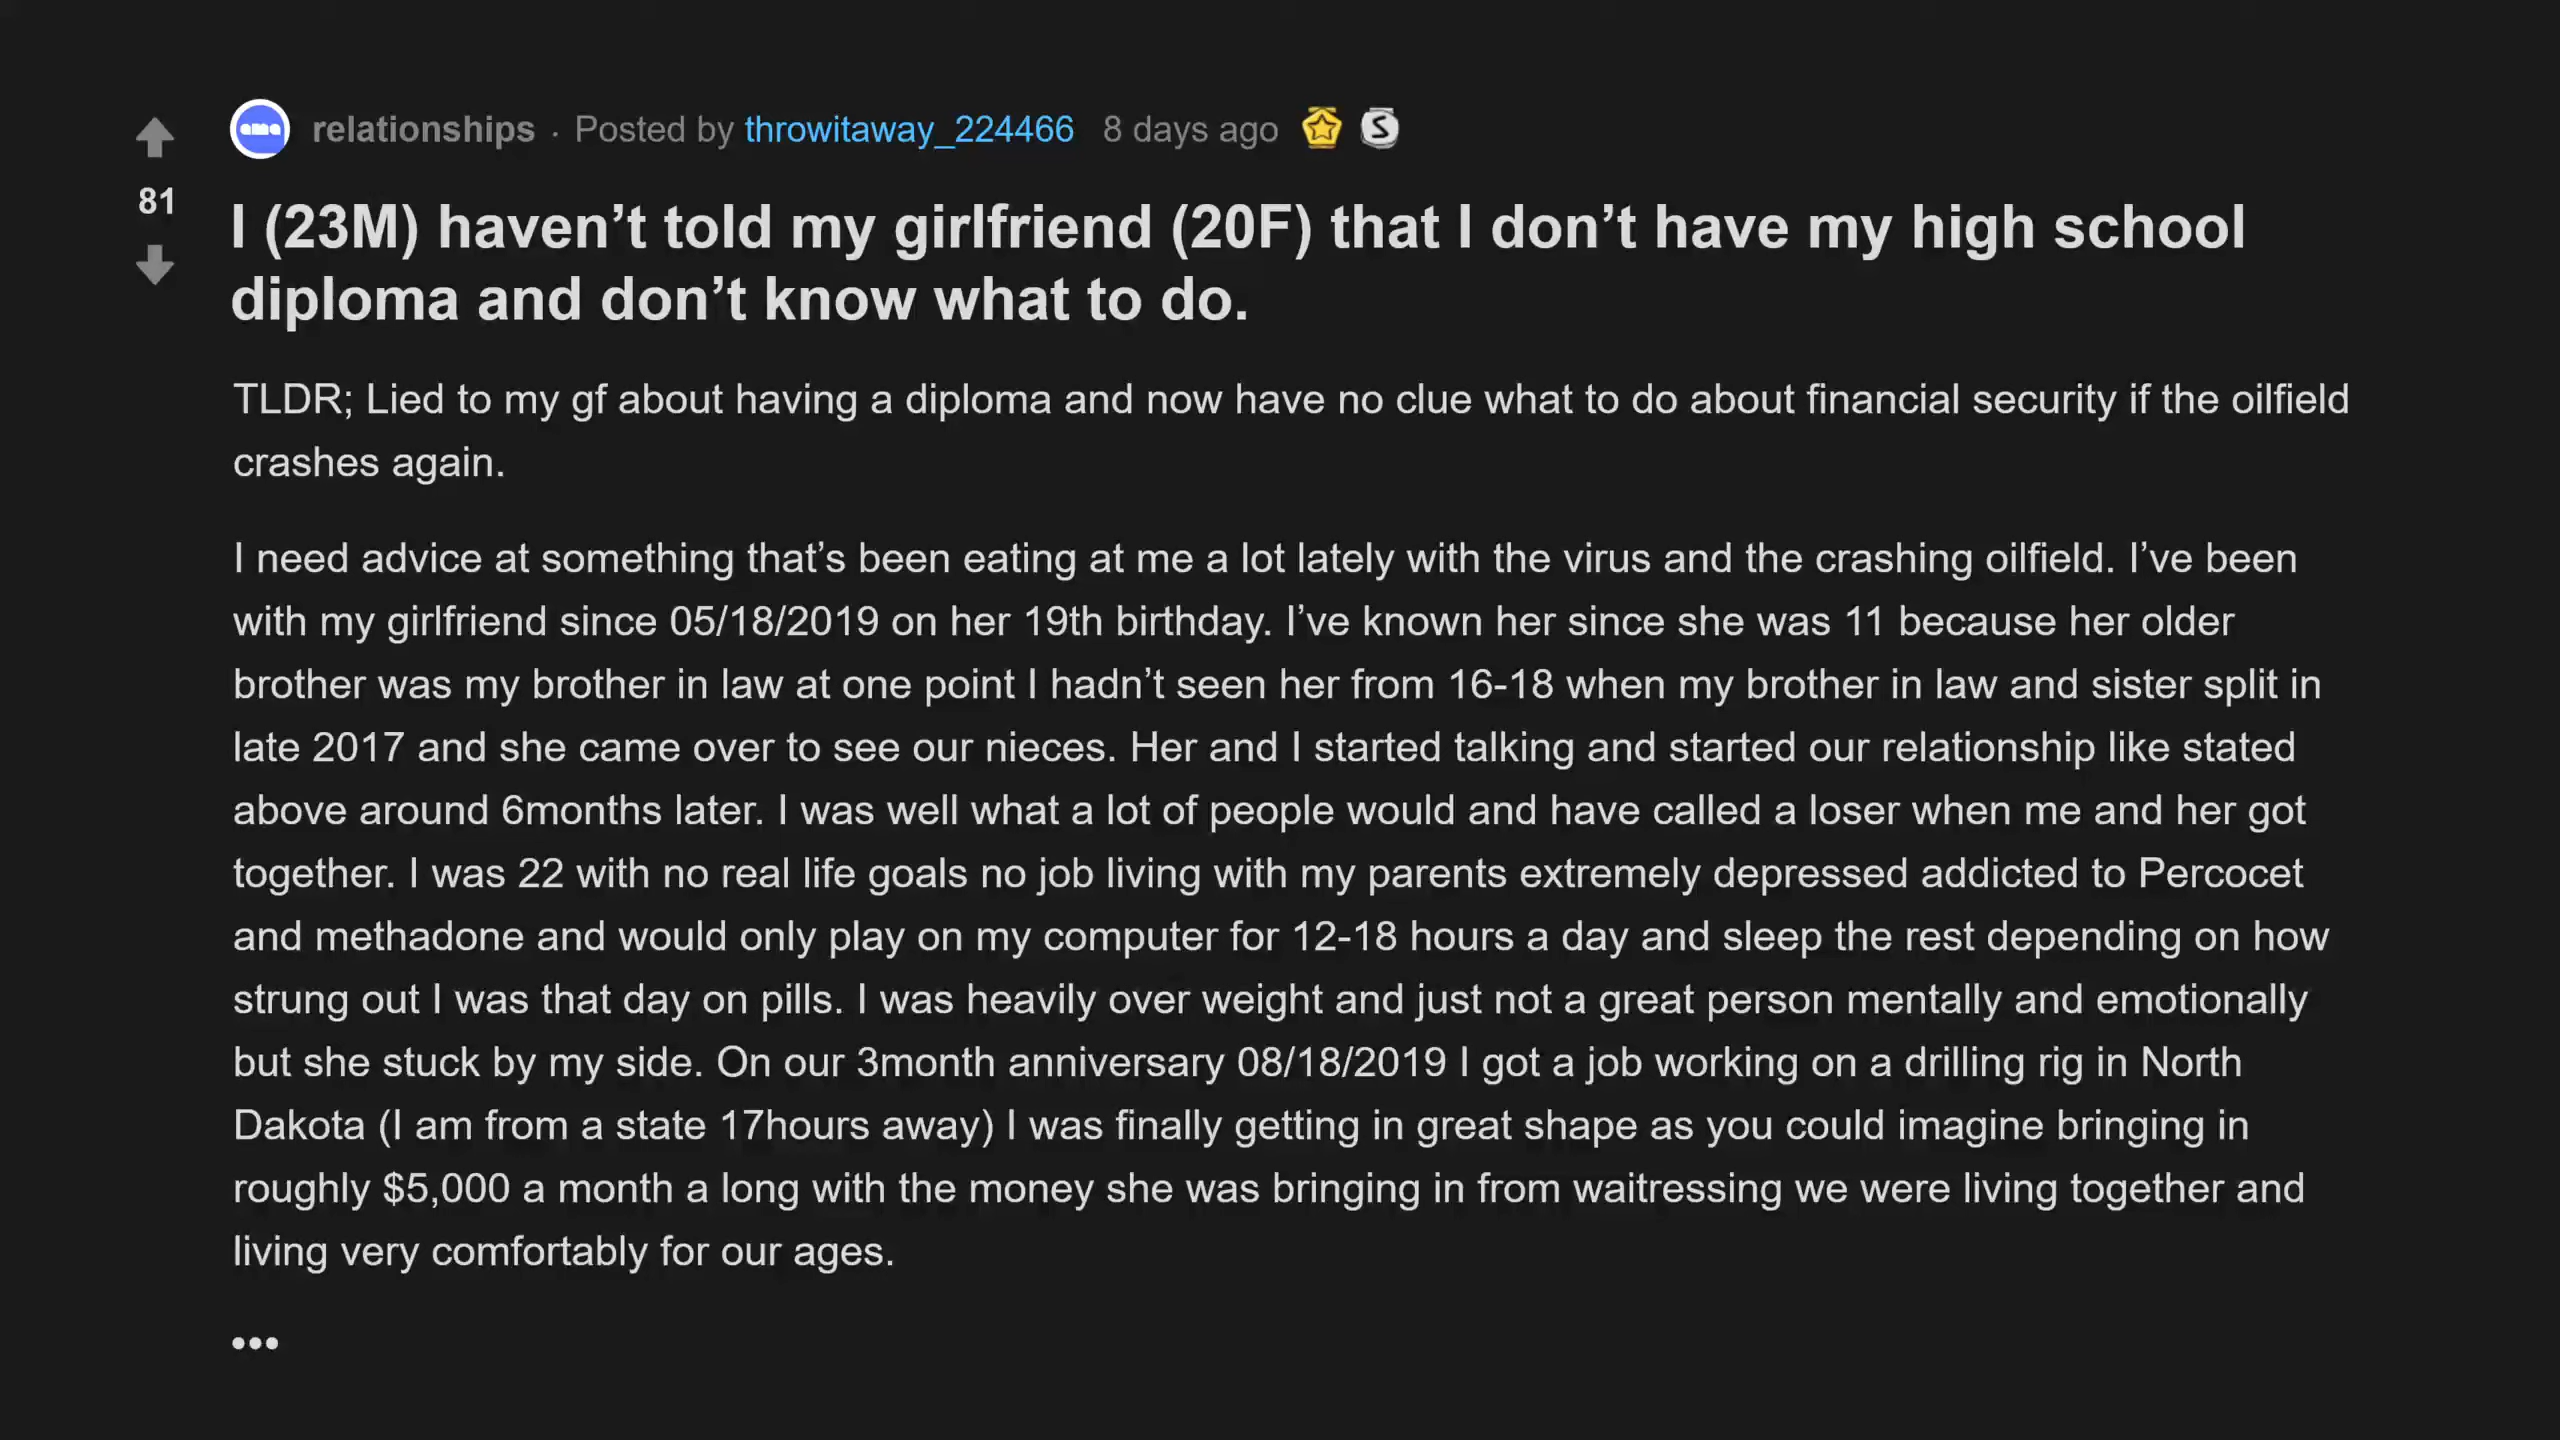 relationships · Posted by throwitaway_224466 8 days ago
81
I (23M) haven’t told my girlfriend (20F) that I don’t have my high school
diploma and don’t know what to do.
TLDR; Lied to my gf about having a diploma and now have no clue what to do about financial security if the oilfield
crashes again.
I need advice at something that’s been eating at me a lot lately with the virus and the crashing oilfield. I’ve been
with my girlfriend since 05/18/2019 on her 19th birthday. I’ve known her since she was 11 because her older
brother was my brother in law at one point I hadn’t seen her from 16-18 when my brother in law and sister split in
late 2017 and she came over to see our nieces. Her and I started talking and started our relationship like stated
above around 6months later. I was well what a lot of people would and have called a loser when me and her got
together. I was 22 with no real life goals no job living with my parents extremely depressed addicted to Percocet
and methadone and would only play on my computer for 12-18 hours a day and sleep the rest depending on how
strung out I was that day on pills. I was heavily over weight and just not a great person mentally and emotionally
but she stuck by my side. On our 3month anniversary 08/18/2019 I got a job working on a drilling rig in North
Dakota (I am from a state 17hours away) I was finally getting in great shape as you could imagine bringing in
roughly $5,000 a month a long with the money she was bringing in from waitressing we were living together and
living very comfortably for our ages.
•••